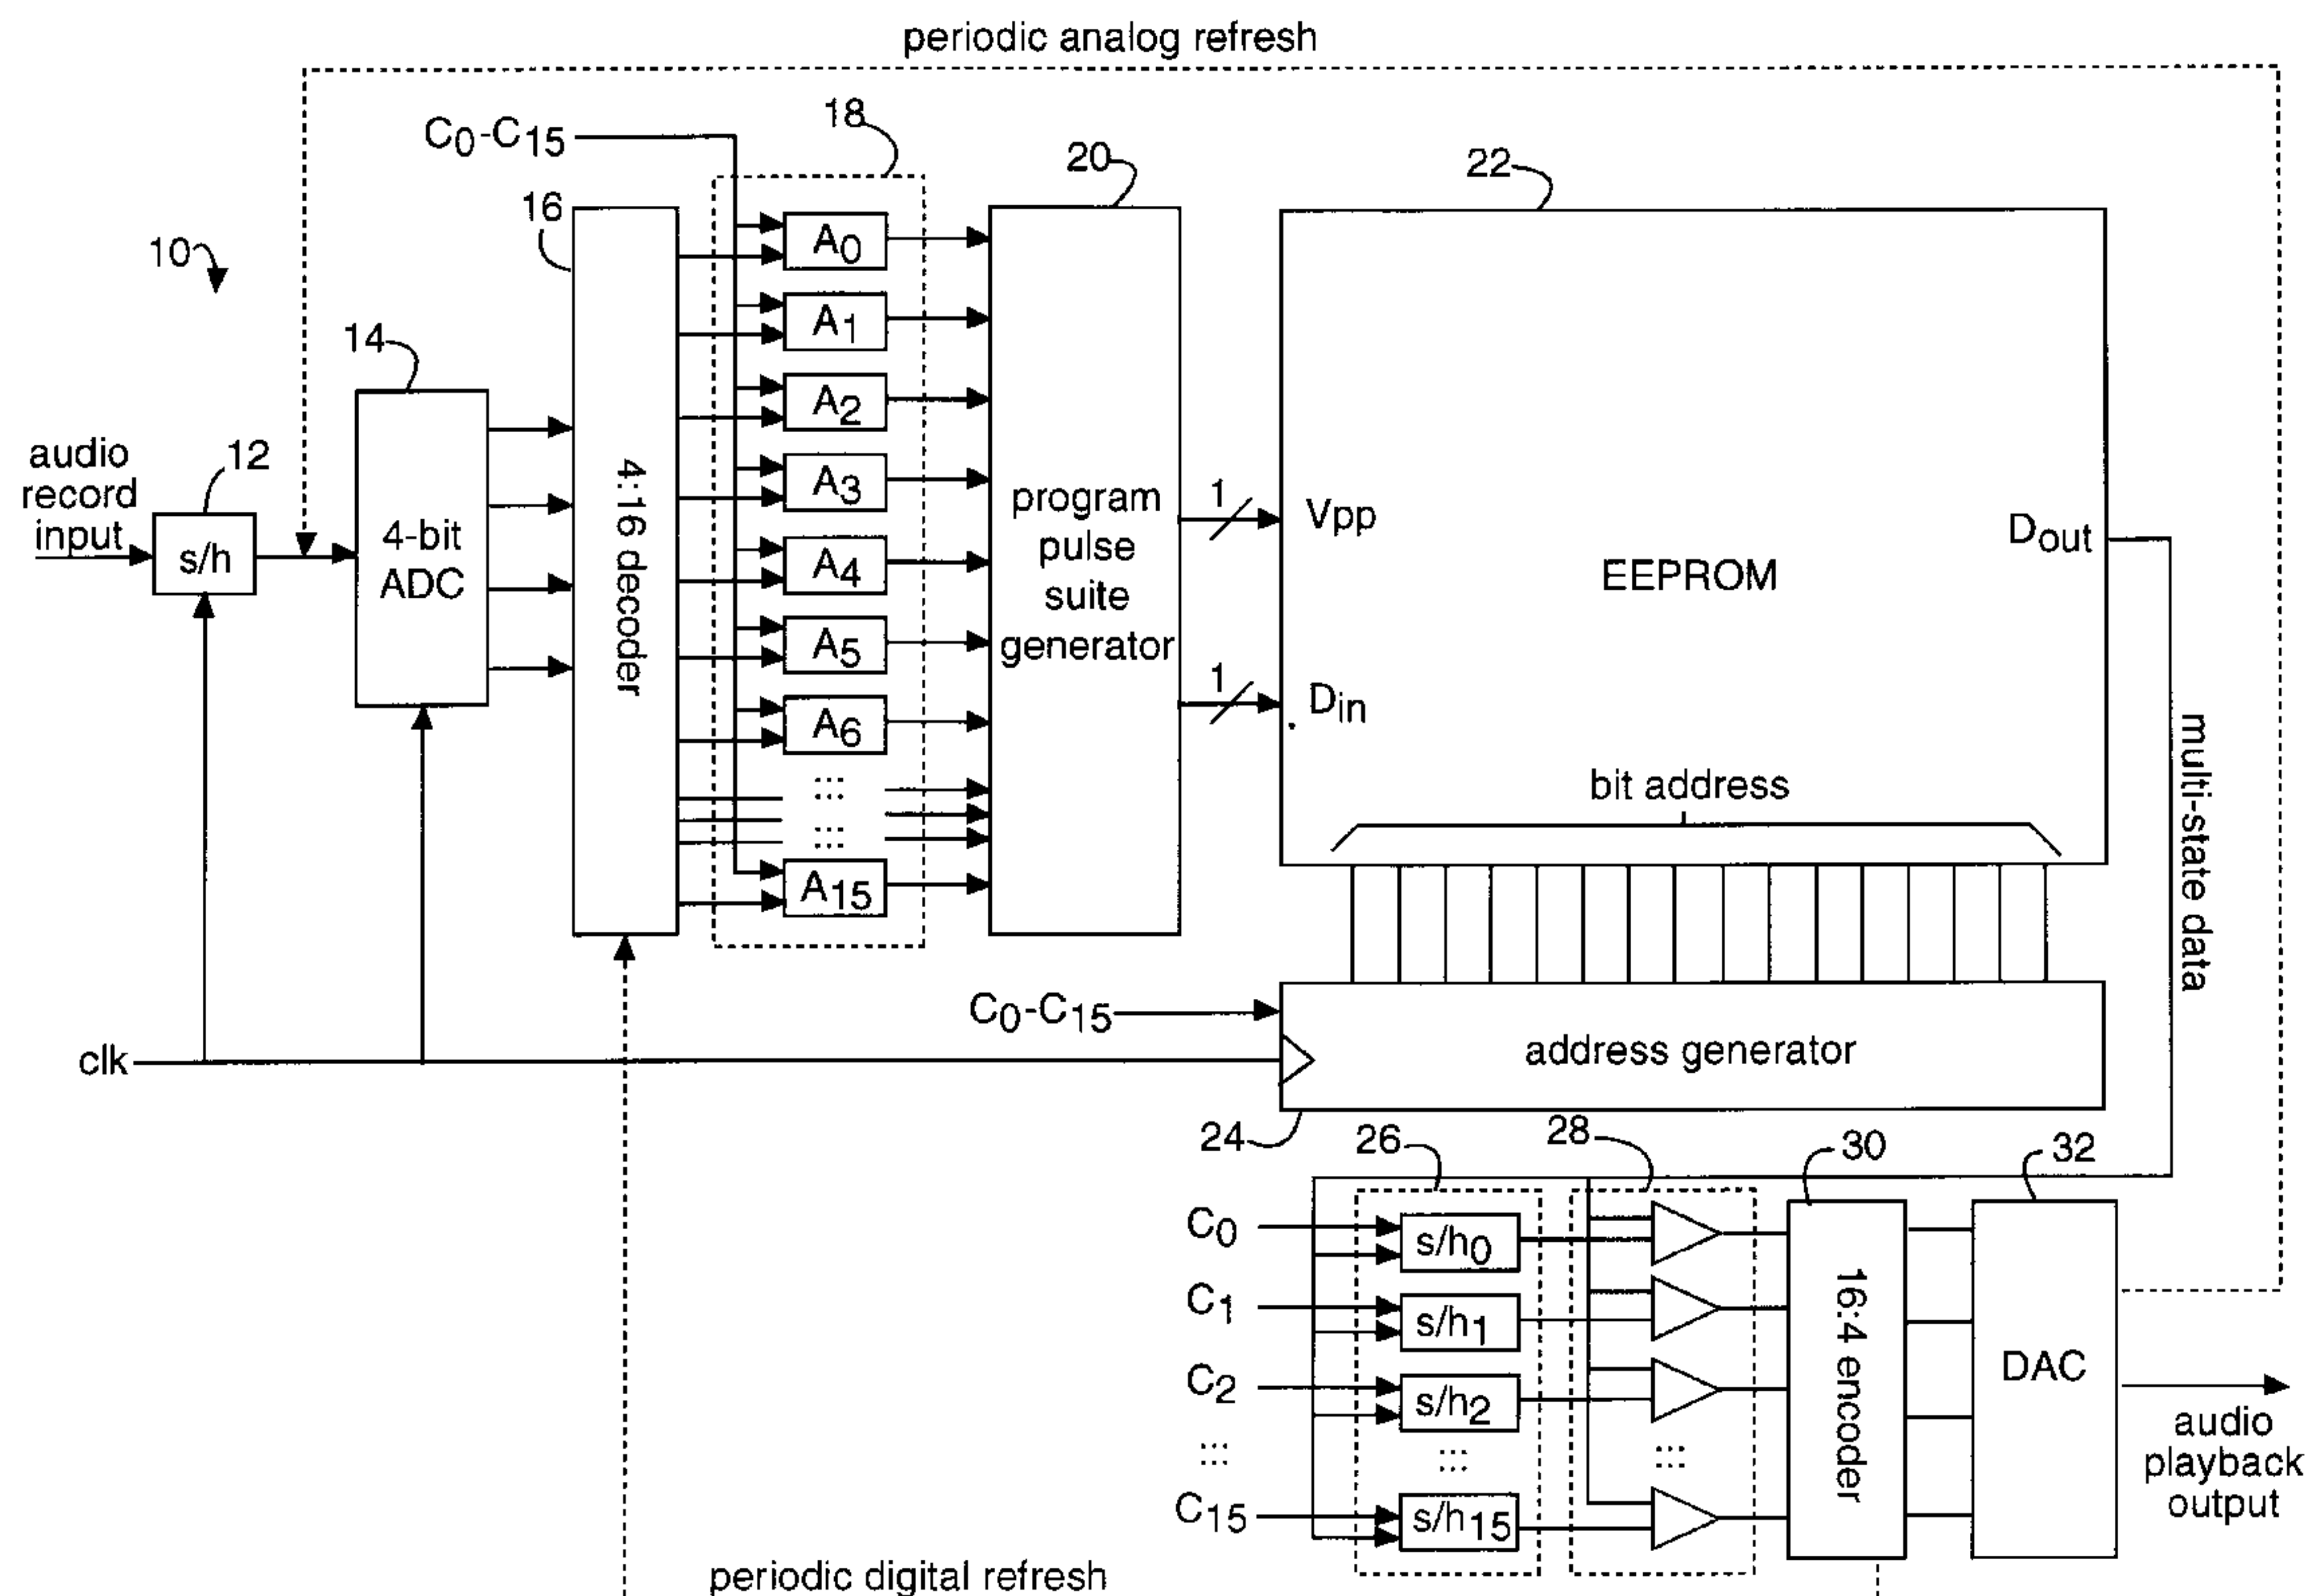 periodic analog refresh
C0-C15
18
20
22
16
10
14
12
audio
record
input
s/h
4-bit
ADC
4:16 decoder
A0
A1
A2
A3
A4
A5
A6
...
...
A15
program
pulse
suite
generator
1
1
Vpp
Din
EEPROM
Dout
bit address
multi-state data
C0-C15
clk
address generator
24
26
28
30
32
C0
C1
C2
...
C15
s/h0
s/h1
s/h2
...
s/h15
...
16:4 encoder
DAC
audio
playback
output
periodic digital refresh